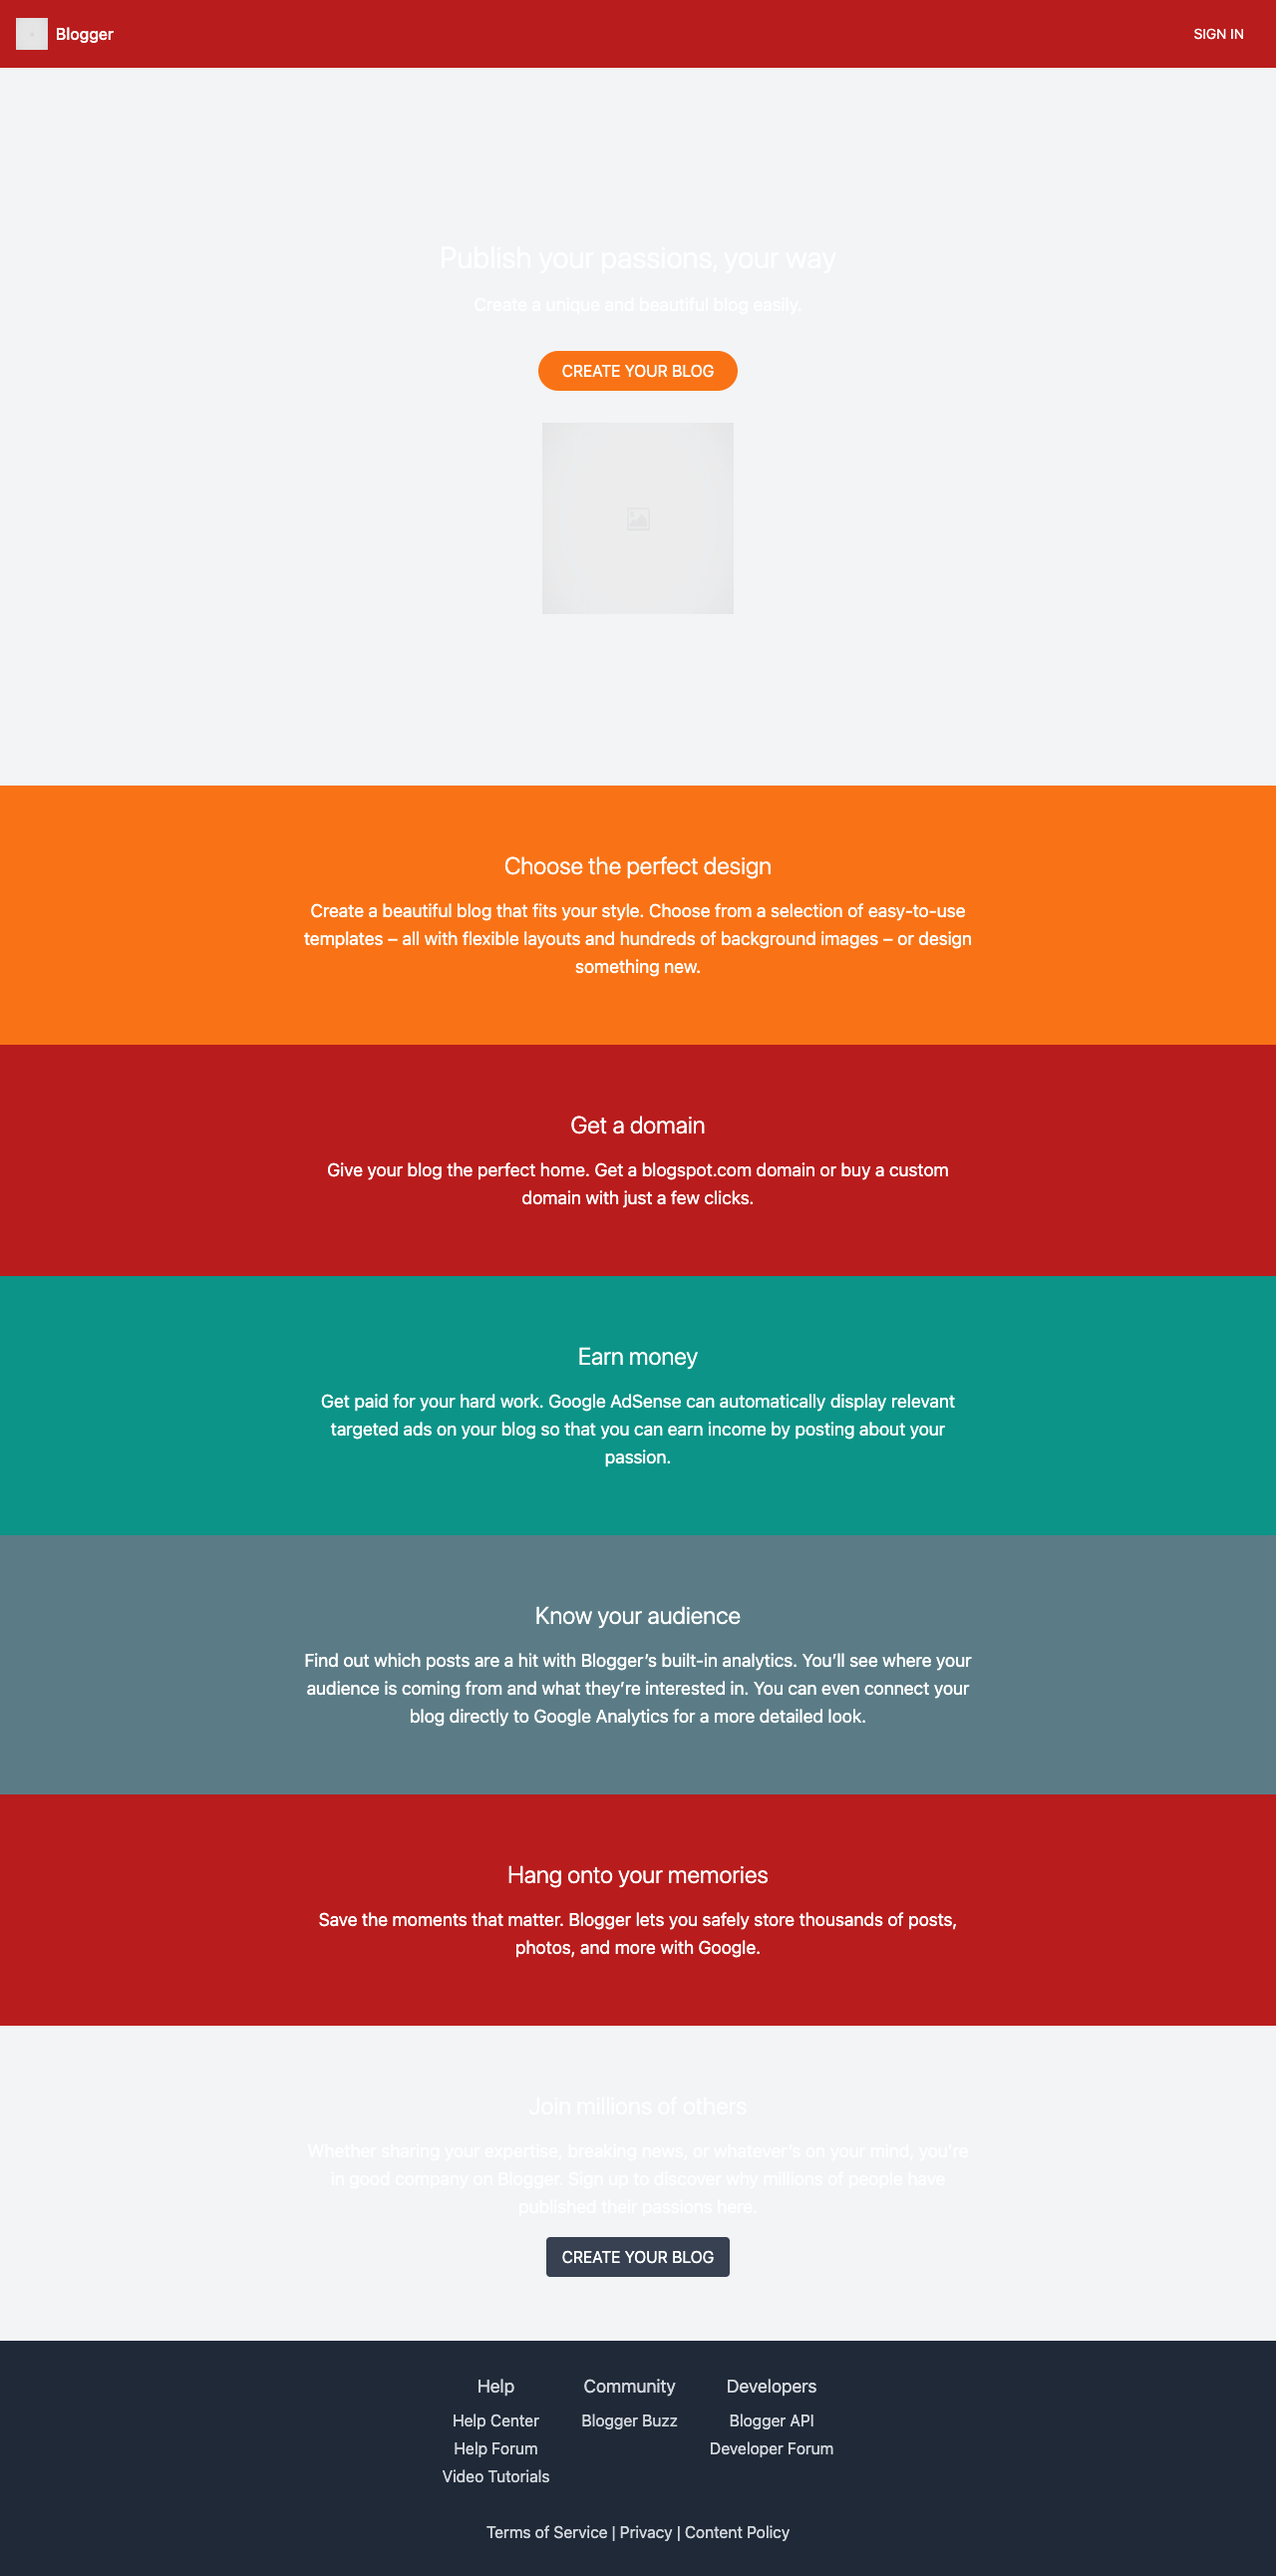 Blogger
SIGN IN
Publish your passions, your way
Create a unique and beautiful blog easily.
CREATE YOUR BLOG
Choose the perfect design
Create a beautiful blog that fits your style. Choose from a selection of easy-to-use
templates – all with flexible layouts and hundreds of background images – or design
something new.
Get a domain
Give your blog the perfect home. Get a blogspot.com domain or buy a custom
domain with just a few clicks.
Earn money
Get paid for your hard work. Google AdSense can automatically display relevant
targeted ads on your blog so that you can earn income by posting about your
passion.
Know your audience
Find out which posts are a hit with Blogger’s built-in analytics. You’ll see where your
audience is coming from and what they’re interested in. You can even connect your
blog directly to Google Analytics for a more detailed look.
Hang onto your memories
Save the moments that matter. Blogger lets you safely store thousands of posts,
photos, and more with Google.
Join millions of others
Whether sharing your expertise, breaking news, or whatever’s on your mind, you’re
in good company on Blogger. Sign up to discover why millions of people have
published their passions here.
CREATE YOUR BLOG
Help
Help Center
Help Forum
Video Tutorials
Community
Blogger Buzz
Developers
Blogger API
Developer Forum
Terms of Service | Privacy | Content Policy